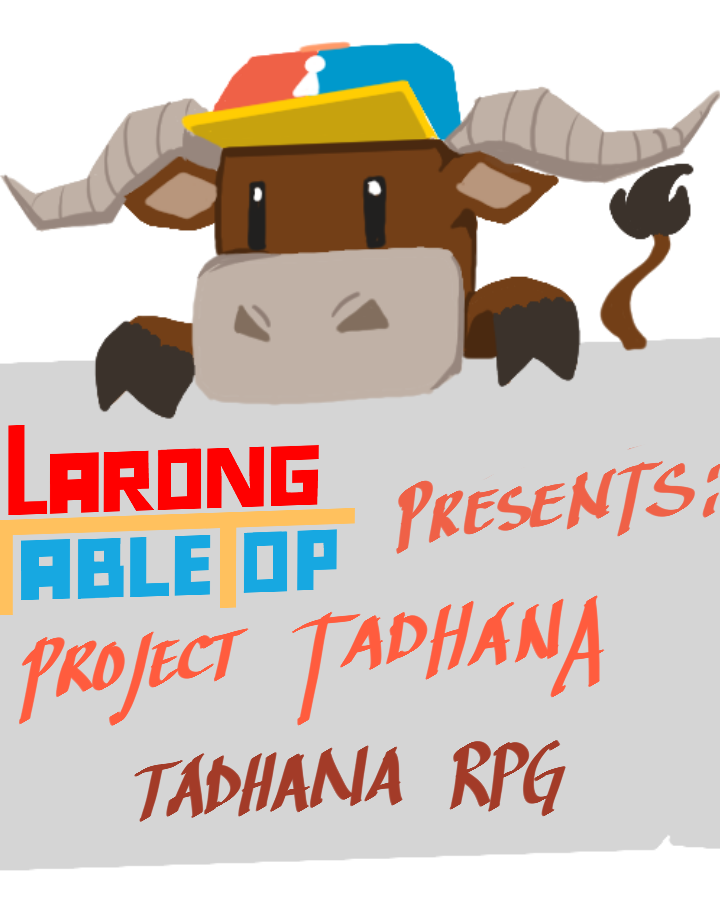 LARONG
TABLETOP
PRESENTS:
PROJECT TADHANA
TADHANA RPG